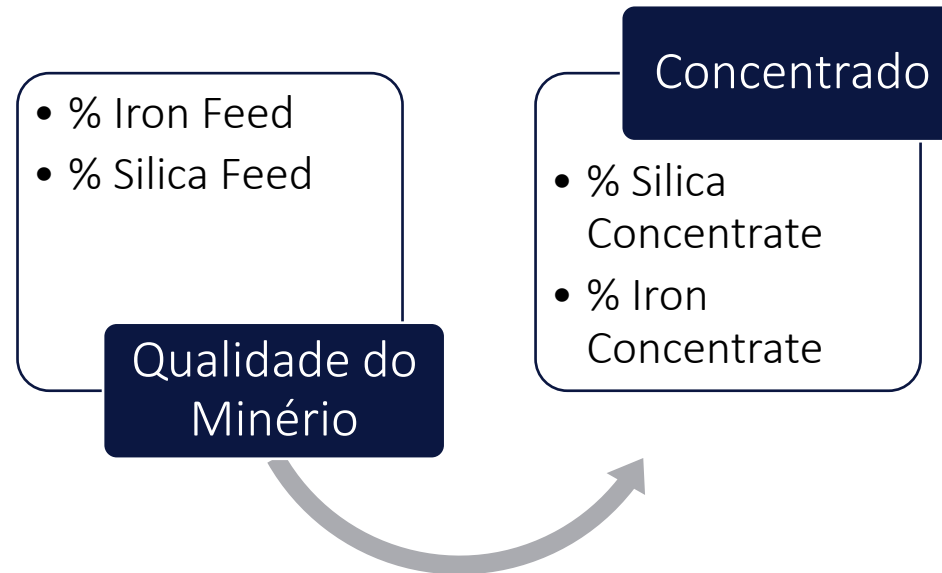 • % Iron Feed
• % Silica Feed
Qualidade do
Minério
Concentrado
• % Silica
Concentrate
• % Iron
Concentrate